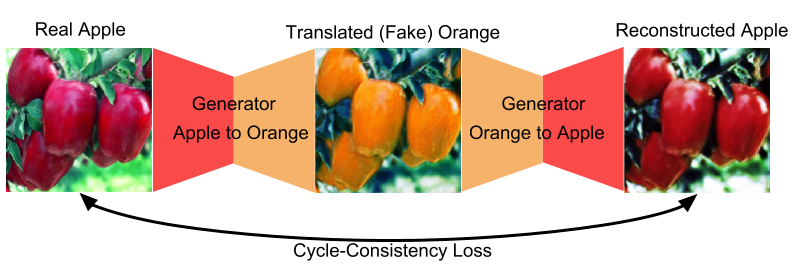 Real Apple
Translated (Fake) Orange
Reconstructed Apple
Generator
Apple to Orange
Generator
Orange to Apple
Cycle-Consistency Loss